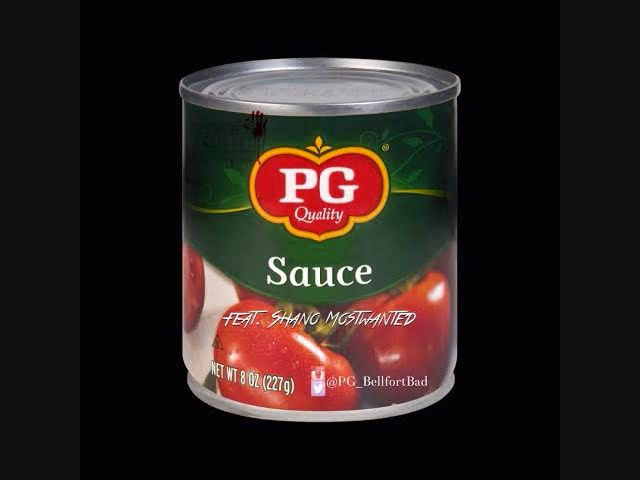 PG
Quality
®
Sauce
FEAT. SHANO MOSTWANTED
NET WT 8 OZ (227g)
@PG_BellfortBad